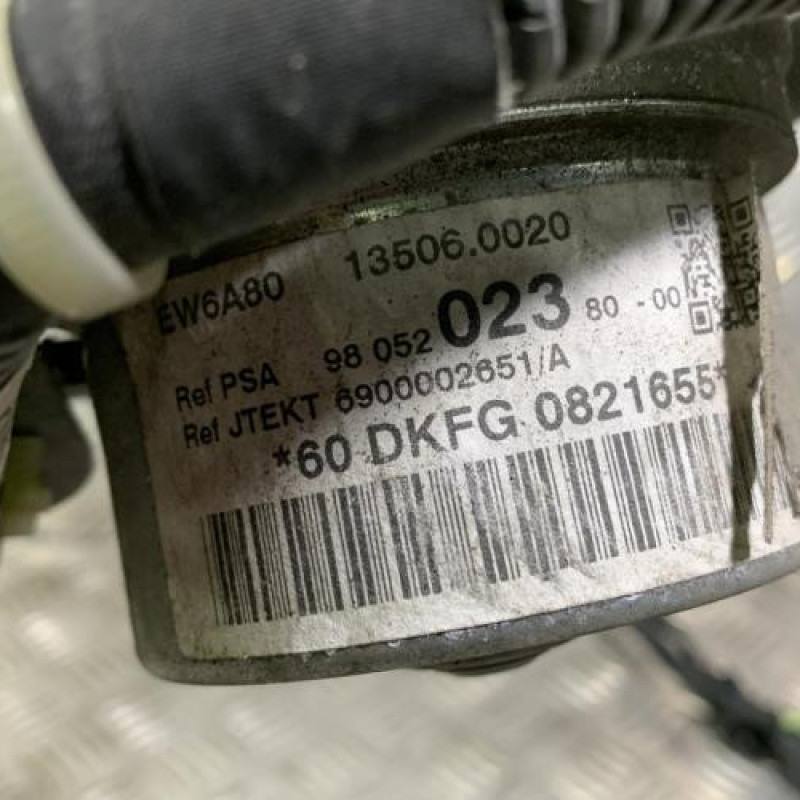 EW6A80 13506.0020
Ref PSA 98 052 023 80 - 00
Ref JTEKT 6900002651/A
*60 DKFG 0821655*